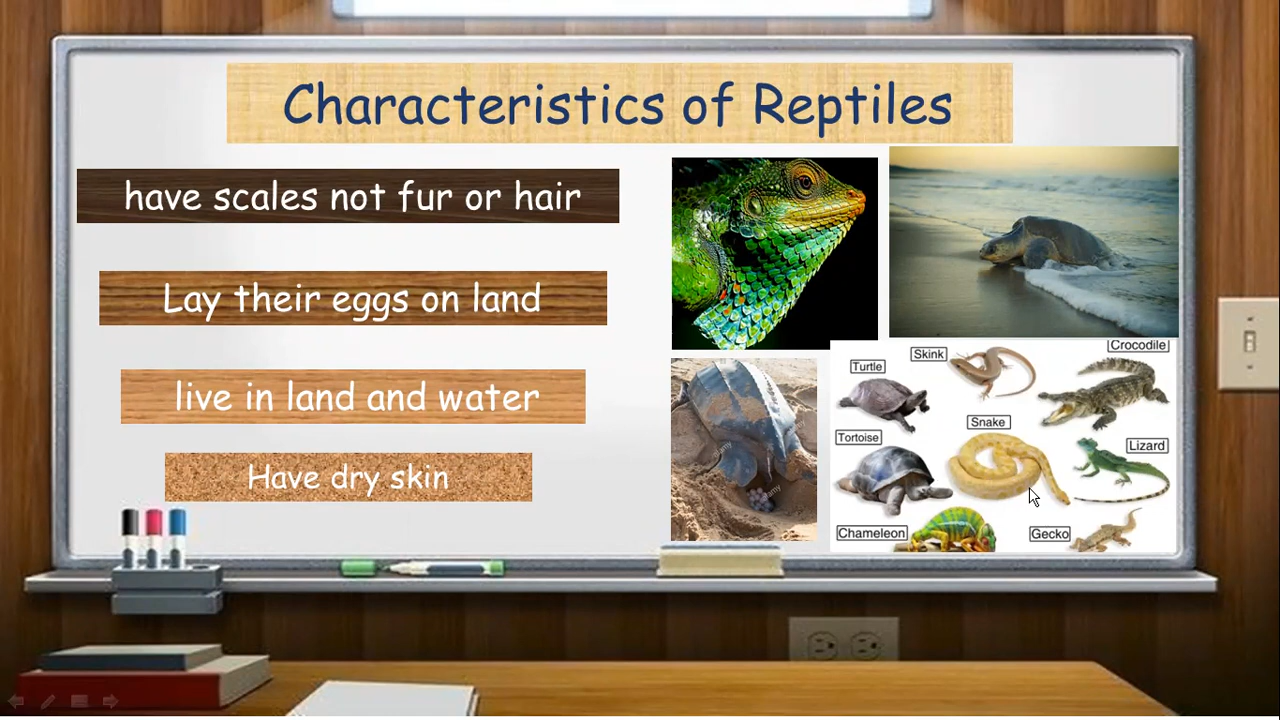 Characteristics of Reptiles
have scales not fur or hair
Lay their eggs on land
live in land and water
Have dry skin
Skink
Crocodile
Turtle
Snake
Tortoise
Lizard
Chameleon
Gecko